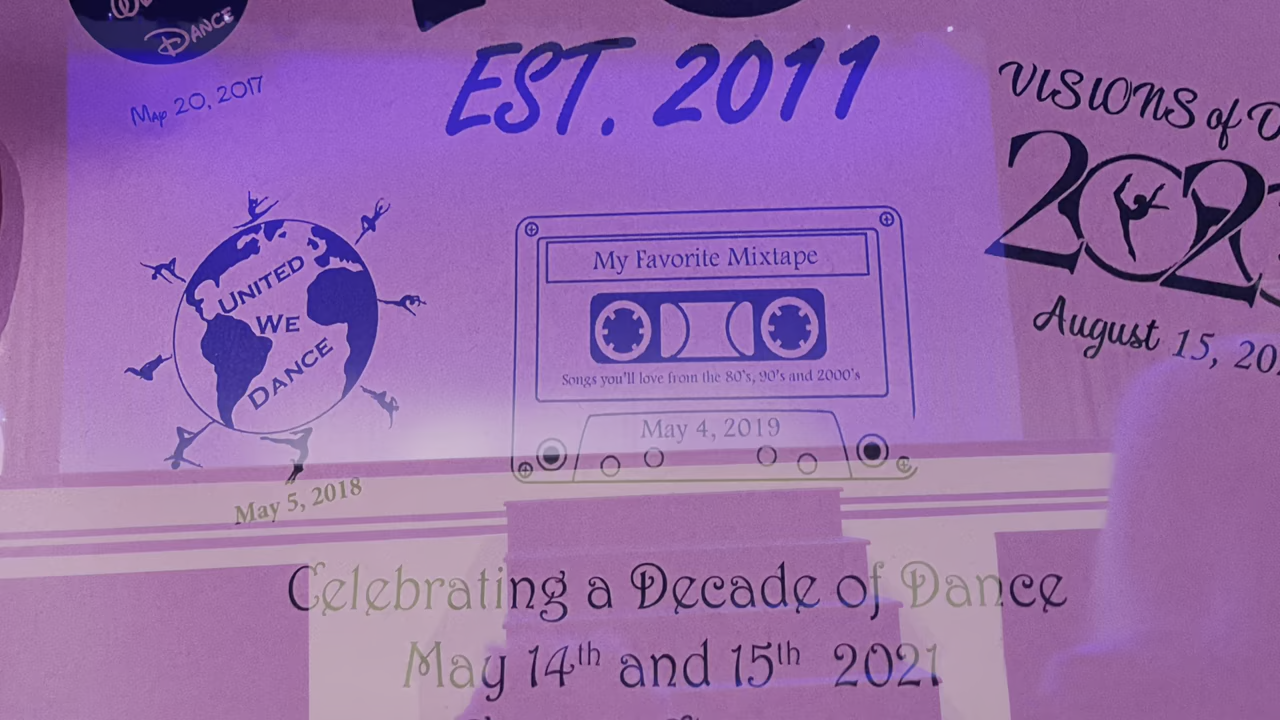 DANCE
May 20, 2017
EST. 2011
VISIONS of
202
August 15, 20
UNITED
WE
DANCE
May 5, 2018
My Favorite Mixtape
Songs you'll love from the 80's, 90's and 2000's
May 4, 2019
Celebrating a Decade of Dance
May 14th and 15th 2021